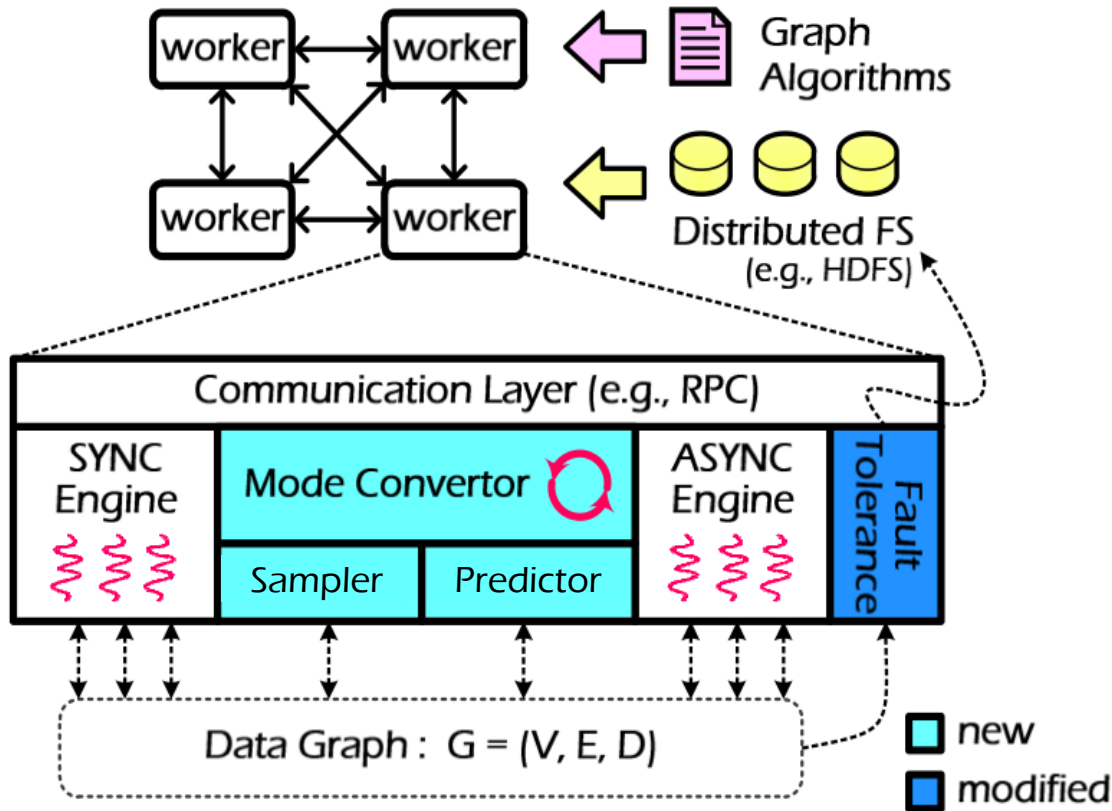 worker
worker
Graph
Algorithms
worker
worker
Distributed FS
(e.g., HDFS)
Communication Layer (e.g., RPC)
SYNC
Engine
Mode Convertor
ASYNC
Engine
Fault
Tolerance
Sampler
Predictor
Data Graph : G = (V, E, D)
new
modified